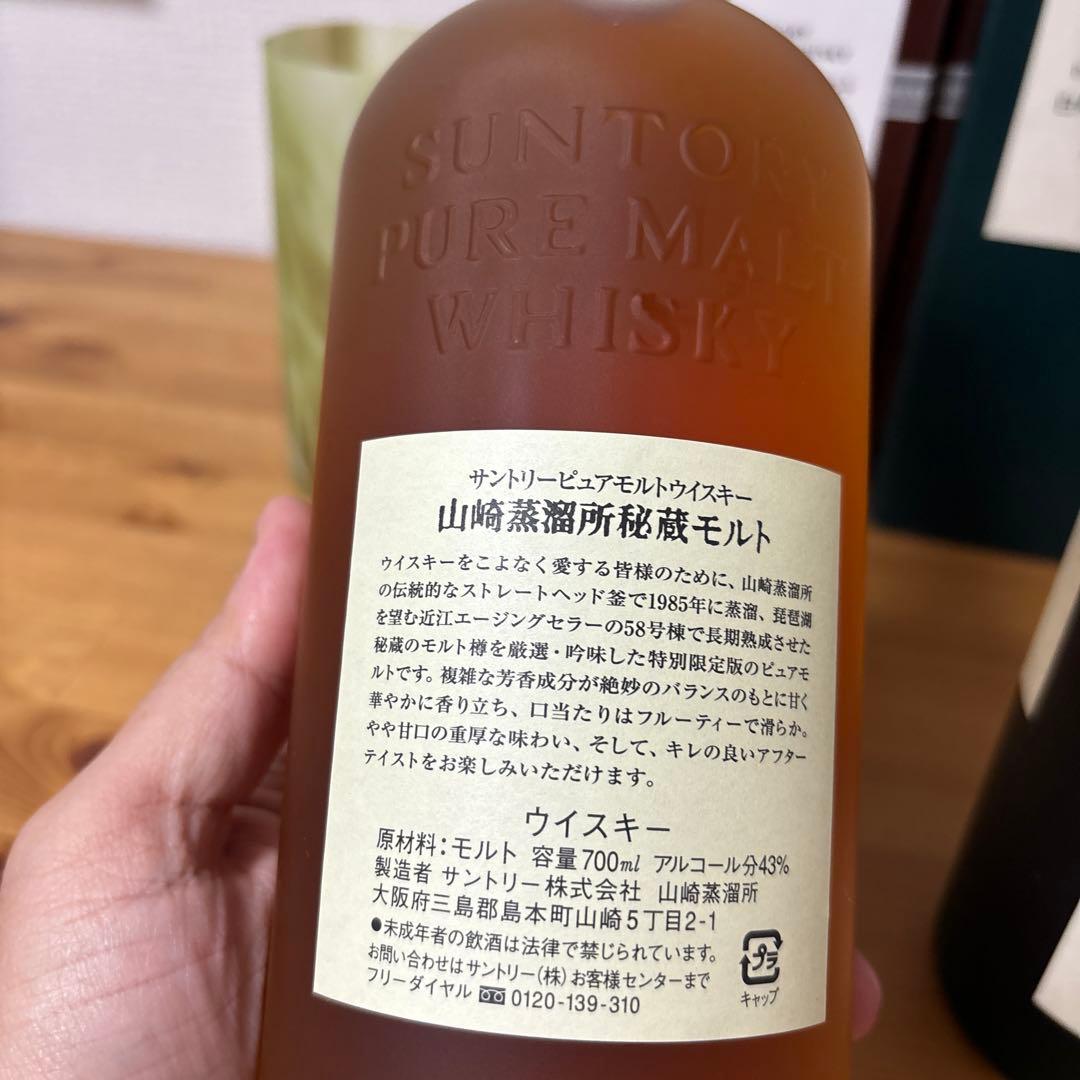 SUNTORY
PURE MALT
WHISKY
サントリーピュアモルトウイスキー
山崎蒸溜所秘蔵モルト
ウイスキーをこよなく愛する皆様のために、山崎蒸溜所
の伝統的なストレートヘッド釜で1985年に蒸溜、琵琶湖
を望む近江エージングセラーの58号棟で長期熟成させた
秘蔵のモルト樽を厳選・吟味した特別限定版のピュアモ
ルトです。複雑な芳香成分が絶妙のバランスのもとに甘く
華やかに香り立ち、口当たりはフルーティーで滑らか。
やや甘口の重厚な味わい、そして、キレの良いアフター
テイストをお楽しみいただけます。
ウイスキー
原材料：モルト 容量700ml アルコール分43%
製造者 サントリー株式会社 山崎蒸溜所
大阪府三島郡島本町山崎5丁目2-1
●未成年者の飲酒は法律で禁じられています。
お問い合わせはサントリー(株)お客様センターまで
フリーダイヤル 0120-139-310
プラ
キャップ